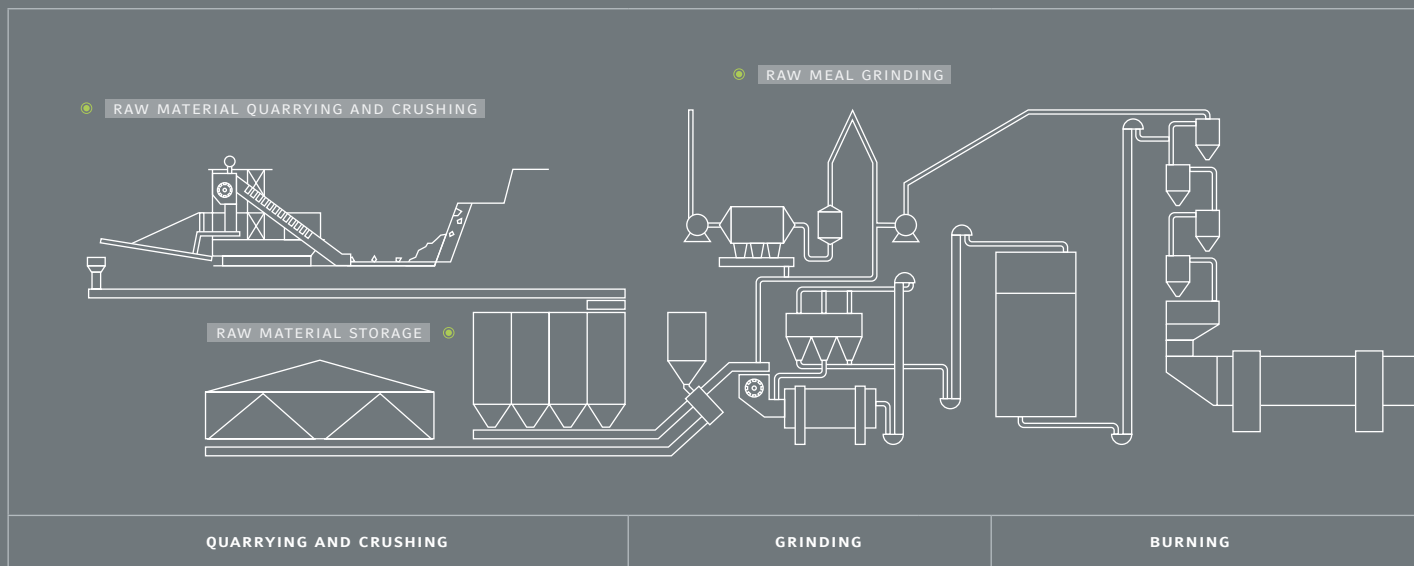 RAW MEAL GRINDING
RAW MATERIAL QUARRYING AND CRUSHING
RAW MATERIAL STORAGE
QUARRYING AND CRUSHING
GRINDING
BURNING